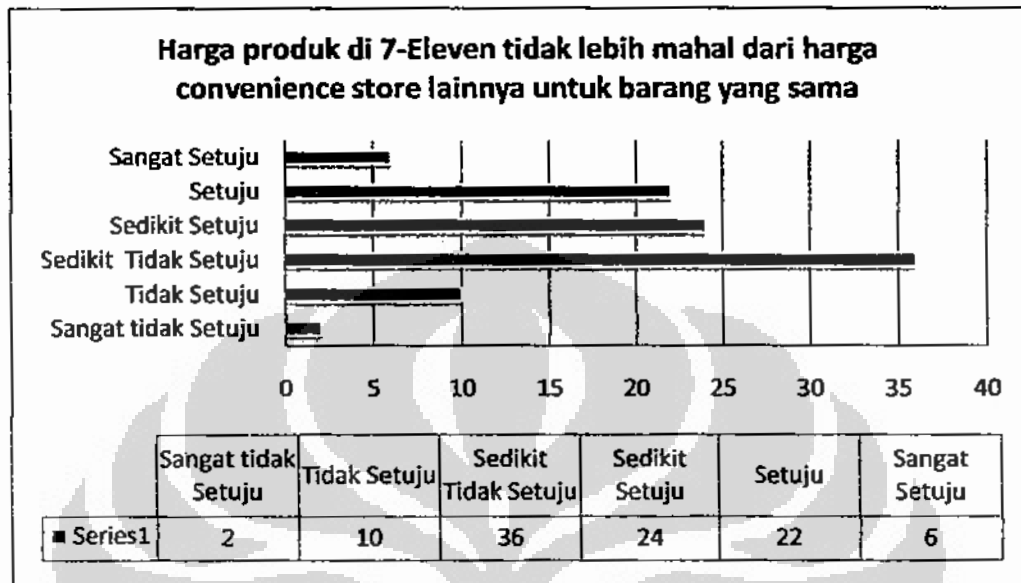 Harga produk di 7-Eleven tidak lebih mahal dari harga
convenience store lainnya untuk barang yang sama
Sangat Setuju
Setuju
Sedikit Setuju
Sedikit Tidak Setuju
Tidak Setuju
Sangat tidak Setuju
0 5 10 15 20 25 30 35 40
Sangat tidak Setuju
Tidak Setuju
Sedikit Tidak Setuju
Sedikit Setuju
Setuju
Sangat Setuju
Series1 2 10 36 24 22 6